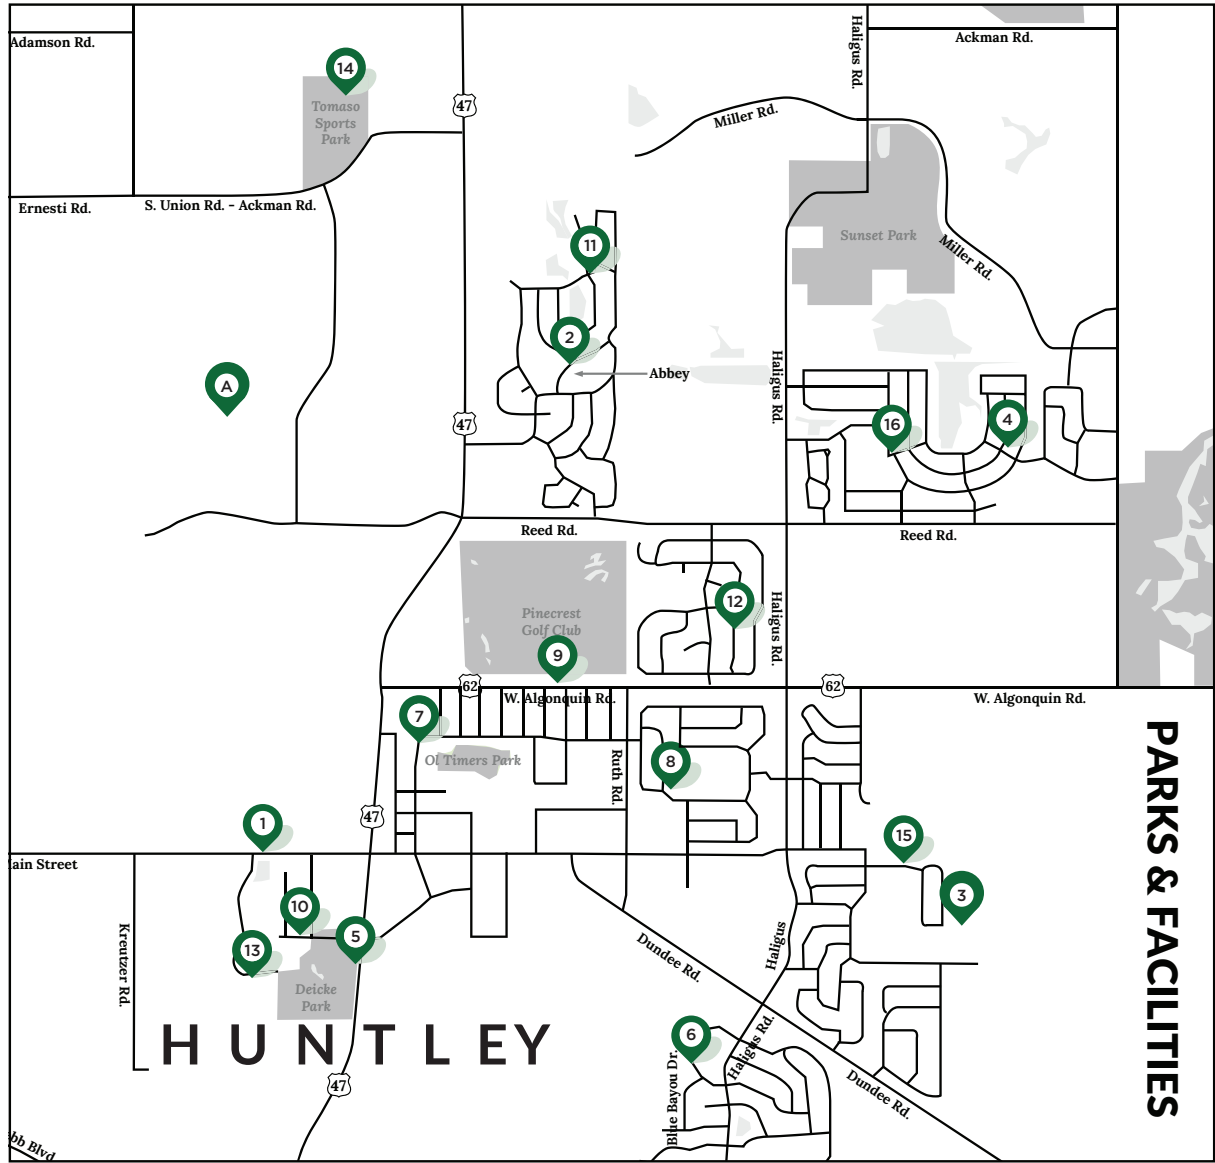 Adamson Rd.
14
Tomaso
Sports
Park
47
Haligus Rd.
Ackman Rd.
Miller Rd.
Ernesti Rd.
S. Union Rd. - Ackman Rd.
11
Sunset Park
Miller Rd.
2
Abbey
Haligus Rd.
A
47
16
4
Reed Rd.
Reed Rd.
Pinecrest
Golf Club
12
Haligus Rd.
9
62
62
W. Algonquin Rd.
W. Algonquin Rd.
7
Ol Timers Park
Ruth Rd.
8
PARKS & FACILITIES
47
1
15
ain Street
3
10
5
13
Kreutzer Rd.
Deicke
Park
Dundee Rd.
Haligus
HUNTLEY
6
Haligus Rd.
47
Blue Bayou Dr.
Dundee Rd.
bb Blvd